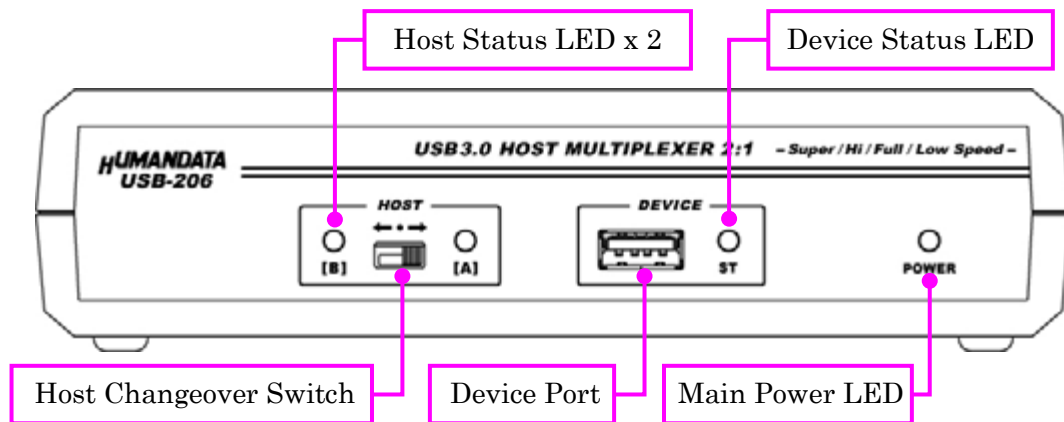 Host Status LED x 2
Device Status LED
HUMANDATA
USB-206
USB3.0 HOST MULTIPLEXER 2:1 – Super / Hi / Full / Low Speed –
HOST
[B]
[A]
DEVICE
ST
POWER
Host Changeover Switch
Device Port
Main Power LED